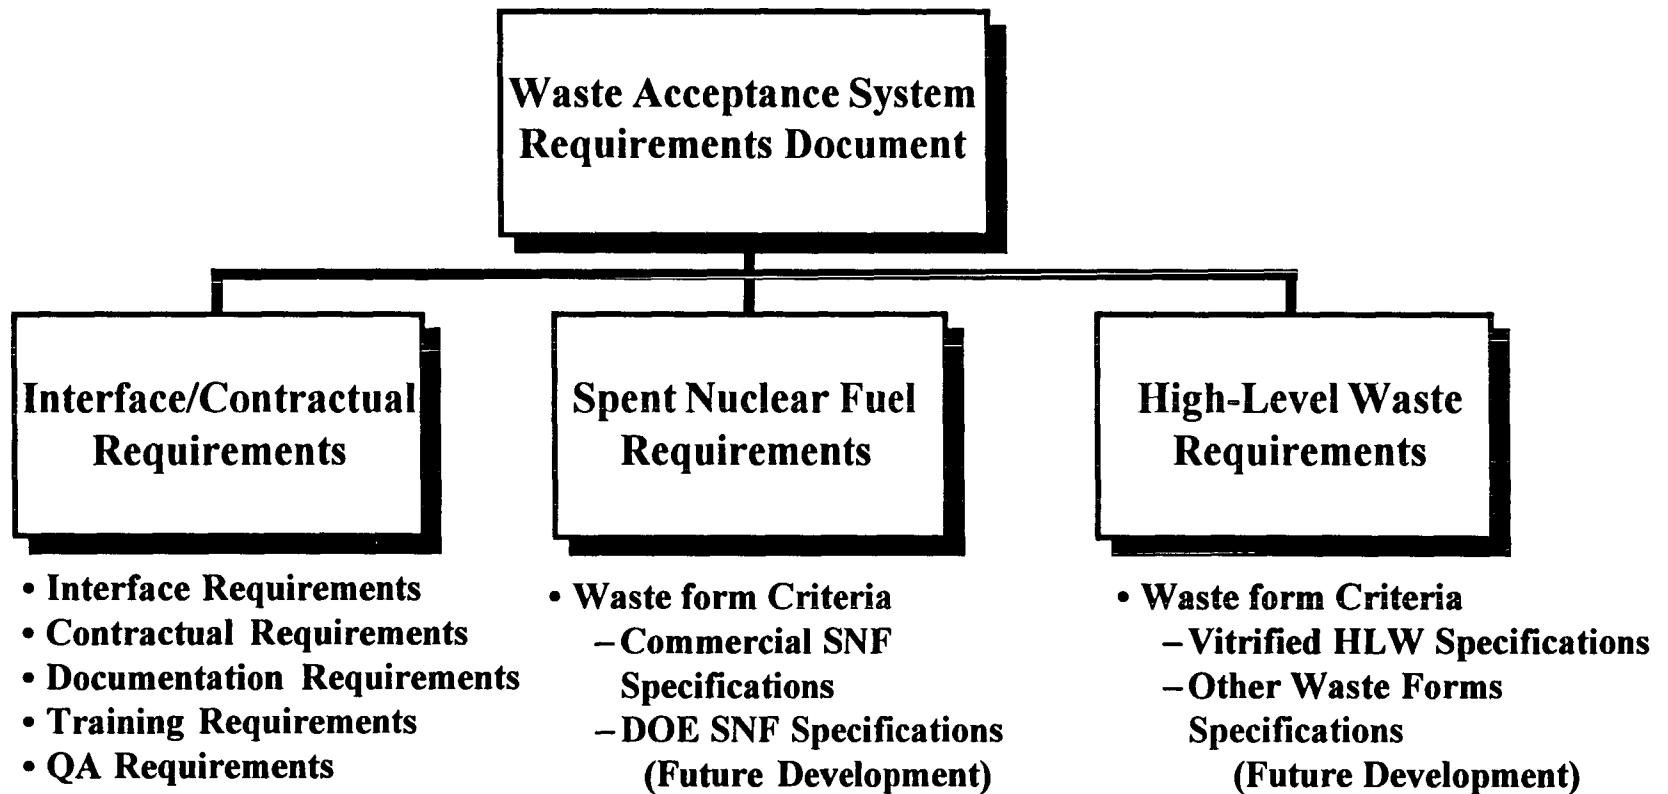 Waste Acceptance System
Requirements Document
Interface/Contractual
Requirements
• Interface Requirements
• Contractual Requirements
• Documentation Requirements
• Training Requirements
• QA Requirements
Spent Nuclear Fuel
Requirements
• Waste form Criteria
–Commercial SNF
Specifications
–DOE SNF Specifications
(Future Development)
High-Level Waste
Requirements
• Waste form Criteria
–Vitrified HLW Specifications
–Other Waste Forms
Specifications
(Future Development)